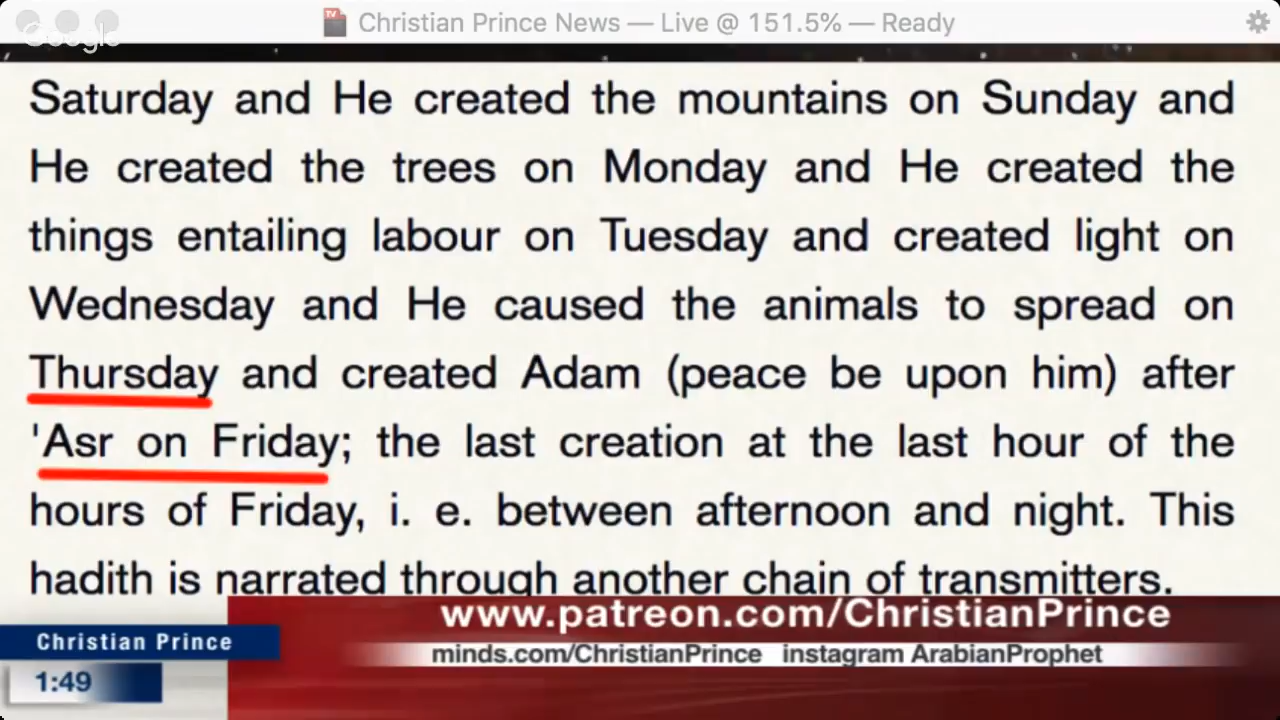 Christian Prince News — Live @ 151.5% — Ready
Google
Saturday and He created the mountains on Sunday and
He created the trees on Monday and He created the
things entailing labour on Tuesday and created light on
Wednesday and He caused the animals to spread on
Thursday and created Adam (peace be upon him) after
'Asr on Friday; the last creation at the last hour of the
hours of Friday, i. e. between afternoon and night. This
hadith is narrated through another chain of transmitters.
www.patreon.com/ChristianPrince
Christian Prince
minds.com/ChristianPrince instagram ArabianProphet
1:49